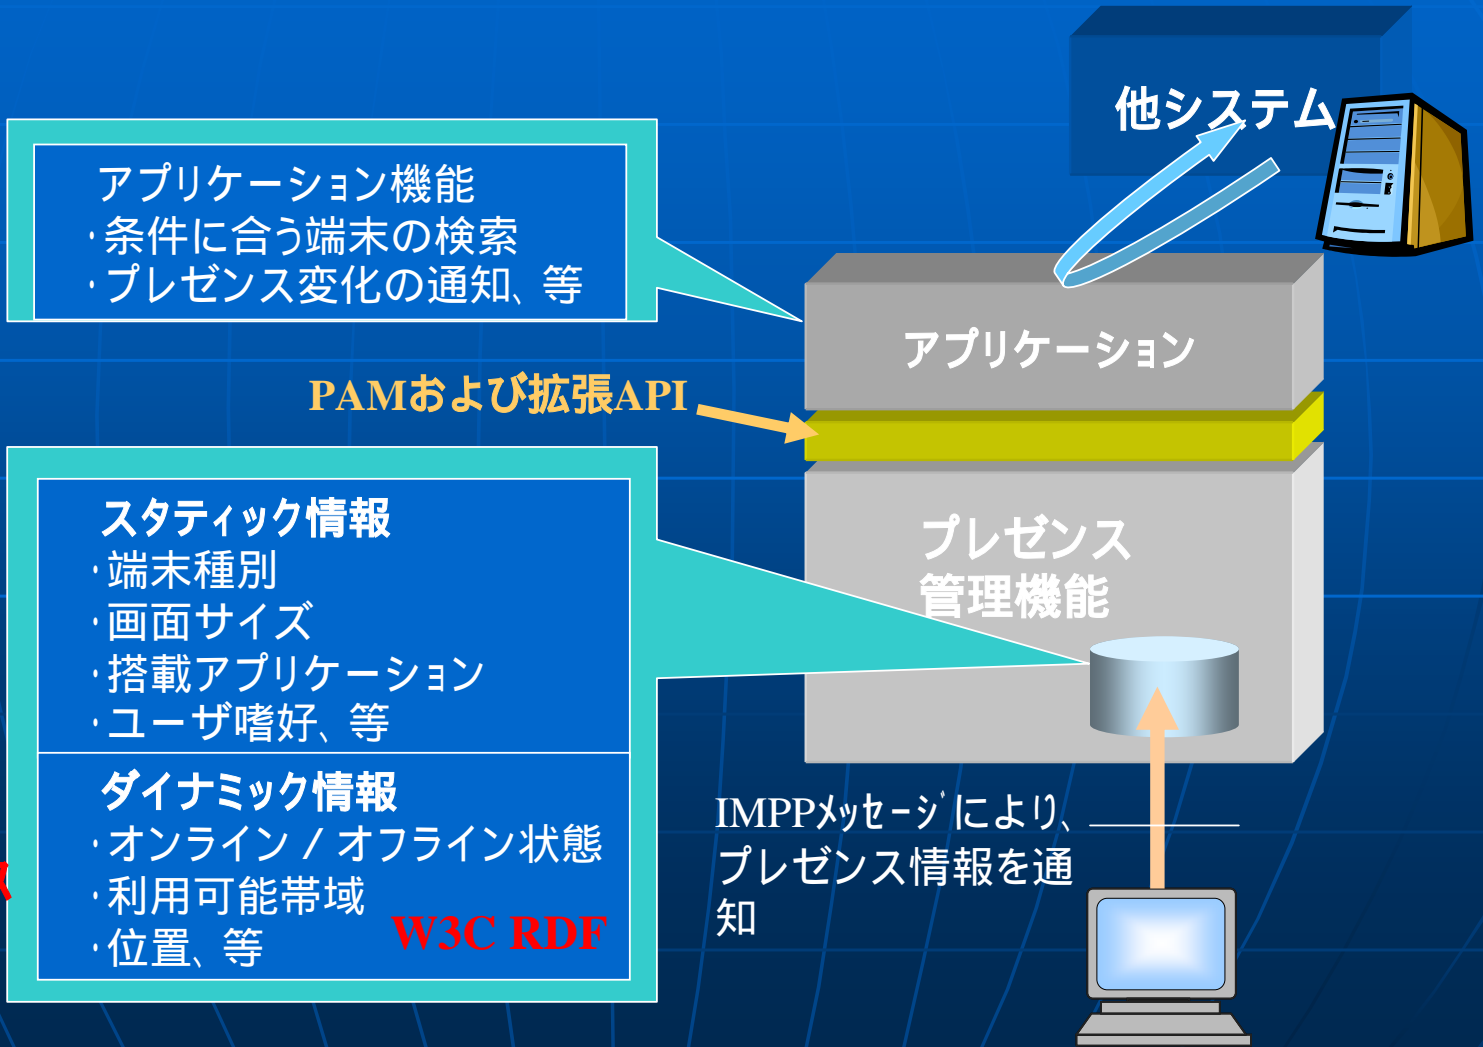 他システム
アプリケーション機能
・条件に合う端末の検索
・プレゼンス変化の通知、等
アプリケーション
PAMおよび拡張API
スタティック情報
・端末種別
・画面サイズ
・搭載アプリケーション
・ユーザ嗜好、等
プレゼンス
管理機能
ダイナミック情報
・オンライン/オフライン状態
・利用可能帯域
・位置、等
W3C RDF
IMPPメッセージにより、
プレゼンス情報を通
知